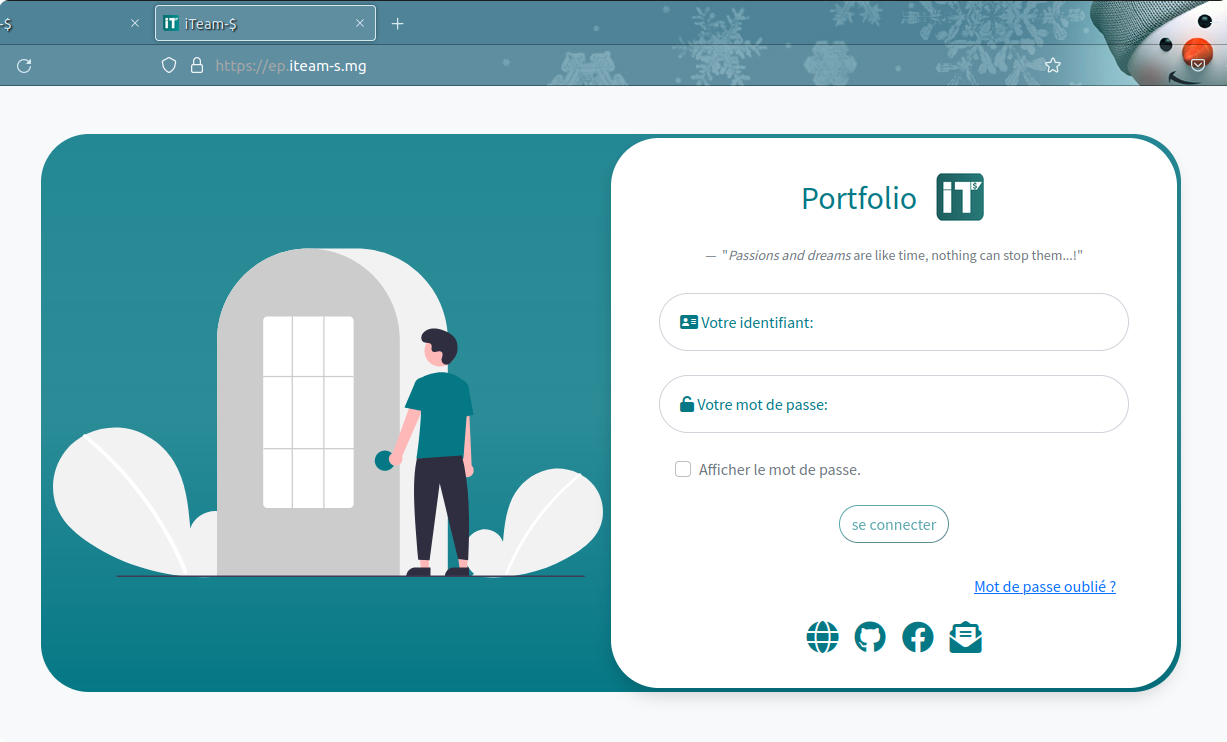 -$
iTeam-$
https://ep.iteam-s.mg
Portfolio iT$
— "Passions and dreams are like time, nothing can stop them...!"
Votre identifiant:
Votre mot de passe:
Afficher le mot de passe.
se connecter
Mot de passe oublié ?